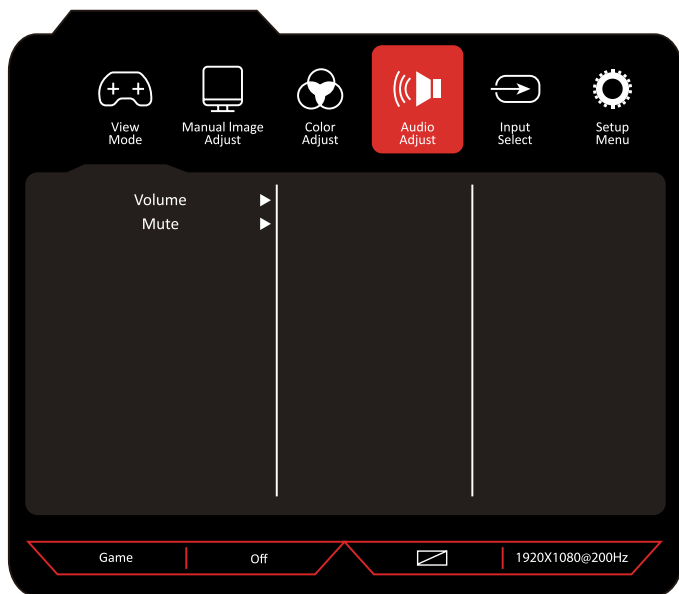 View
Mode
Manual Image
Adjust
Color
Adjust
Audio
Adjust
Input
Select
Setup
Menu
Volume
Mute
Game
Off
1920X1080@200Hz